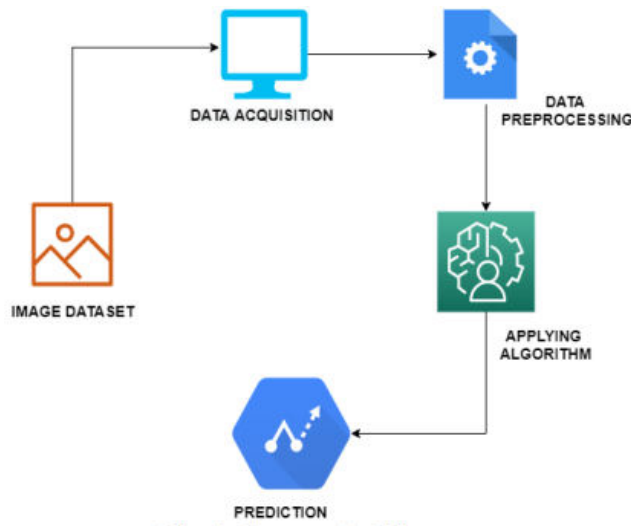 DATA ACQUISITION
DATA
PREPROCESSING
IMAGE DATASET
APPLYING
ALGORITHM
PREDICTION